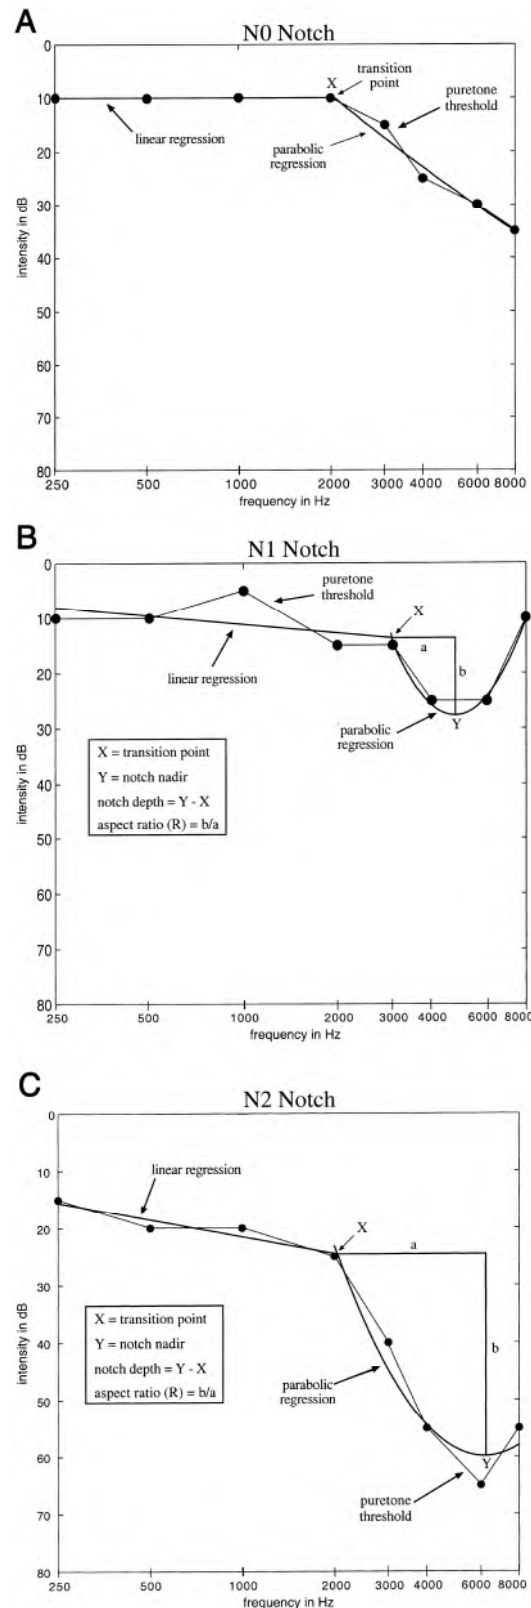 A
N0 Notch
0
10
20
30
40
50
60
70
80
intensity in dB
X
transition
point
puretone
threshold
linear regression
parabolic
regression
250
500
1000
2000
3000
4000
6000
8000
frequency in Hz
B
N1 Notch
0
10
20
30
40
50
60
70
80
intensity in dB
puretone
threshold
X
a
b
linear regression
Y
parabolic
regression
X = transition point
Y = notch nadir
notch depth = Y - X
aspect ratio (R) = b/a
250
500
1000
2000
3000
4000
6000
8000
frequency in Hz
C
N2 Notch
0
10
20
30
40
50
60
70
80
intensity in dB
linear regression
X
a
b
X = transition point
Y = notch nadir
notch depth = Y - X
aspect ratio (R) = b/a
parabolic
regression
Y
puretone
threshold
250
500
1000
2000
3000
4000
6000
8000
frequency in Hz